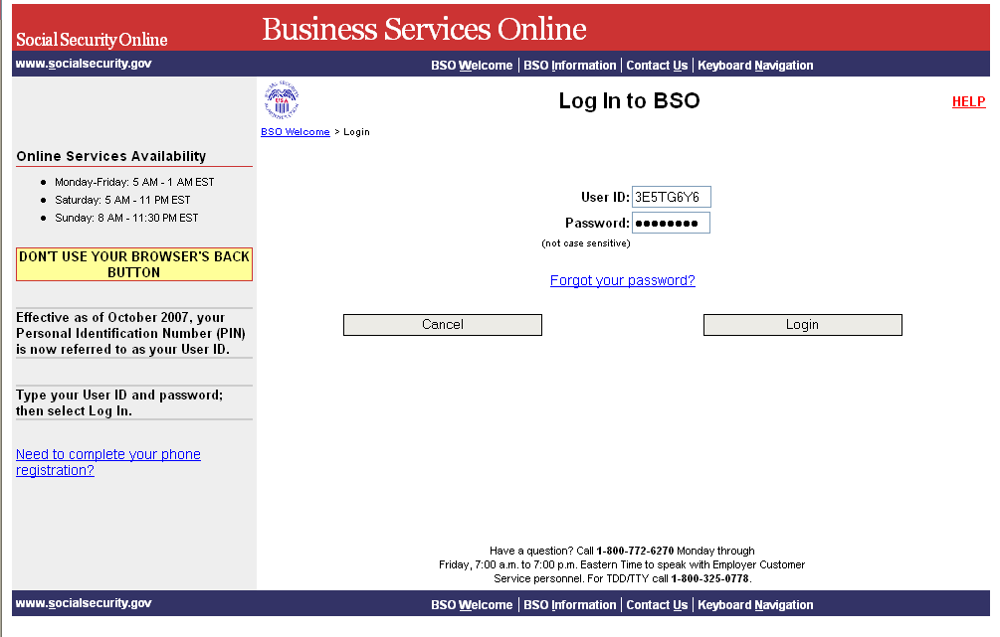 Social Security Online
Business Services Online
www.socialsecurity.gov
BSO Welcome | BSO Information | Contact Us | Keyboard Navigation
USA
Log In to BSO
HELP
BSO Welcome > Login
Online Services Availability
● Monday-Friday: 5 AM - 1 AM EST
● Saturday: 5 AM - 11 PM EST
● Sunday: 8 AM - 11:30 PM EST
DON'T USE YOUR BROWSER'S BACK
BUTTON
Effective as of October 2007, your
Personal Identification Number (PIN)
is now referred to as your User ID.
Type your User ID and password;
then select Log In.
Need to complete your phone
registration?
User ID: 3E5TG6Y6
Password: ●●●●●●●●
(not case sensitive)
Forgot your password?
Cancel
Login
Have a question? Call 1-800-772-6270 Monday through
Friday, 7:00 a.m. to 7:00 p.m. Eastern Time to speak with Employer Customer
Service personnel. For TDD/TTY call 1-800-325-0778.
www.socialsecurity.gov
BSO Welcome | BSO Information | Contact Us | Keyboard Navigation